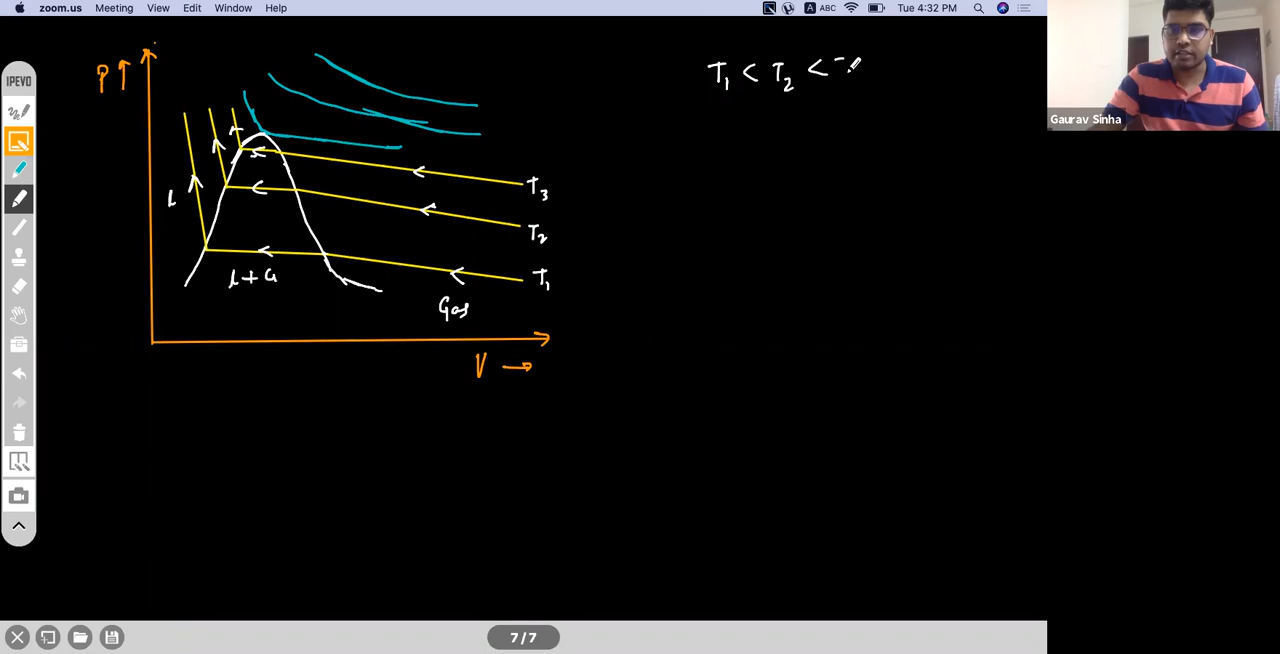 zoom.us Meeting View Edit Window Help
A ABC Tue 4:32 PM
IPEVO
P↑
T₁ < T₂ <
Gaurav Sinha
L
T₃
T₂
L+G
T₁
Gas
V →
7/7